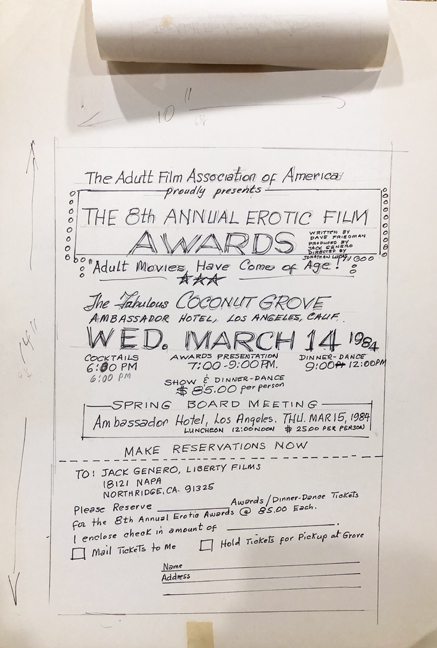 10"
14"
The Adult Film Association of America
proudly presents
THE 8th ANNUAL EROTIC FILM
AWARDS
WRITTEN BY
DAVE FRIEDMAN
PRODUCED BY
JACK GENERO
DIRECTED BY
"Adult Movies, Have Come of Age!"
The Fabulous COCONUT GROVE
AMBASSADOR HOTEL, LOS ANGELES, CALIF.
WED. MARCH 14 1984
COCKTAILS AWARDS PRESENTATION DINNER-DANCE
6:00 PM 7:00-9:00 PM. 9:00 12:00PM
6:00 PM
SHOW & DINNER-DANCE
$85.00 per person
SPRING BOARD MEETING
Ambassador Hotel, Los Angeles. THU. MAR 15, 1984
LUNCHEON 12:00 NOON $25.00 PER PERSON
MAKE RESERVATIONS NOW
TO: JACK GENERO, LIBERTY FILMS
18121 NAPA
NORTHRIDGE, CA. 91325
Please Reserve Awards/Dinner-Dance Tickets
for the 8th Annual Erotic Awards @ 85.00 Each.
I enclose check in amount of
Mail Tickets to Me Hold Tickets for Pickup at Grove
Name
Address